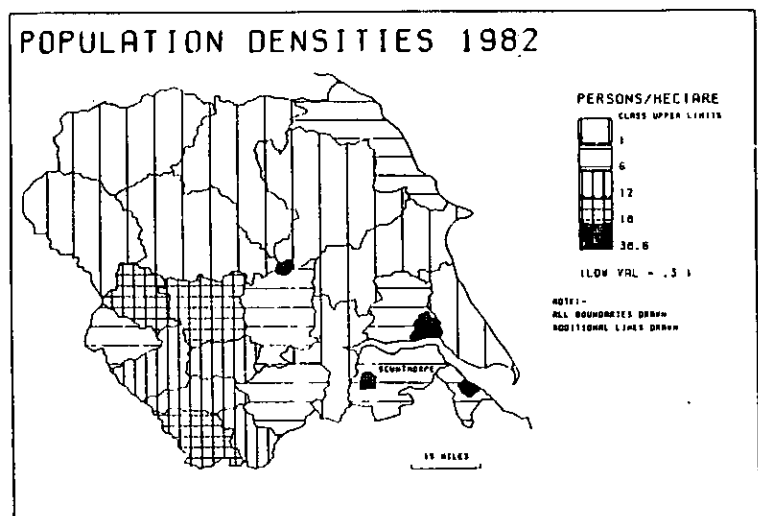 POPULATION DENSITIES 1982
PERSONS/HECTARE
CLASS UPPER LIMITS
1
6
12
18
38.6
(LOW VAL = .5 )
NOTE:-
ALL BOUNDARIES DRAWN
ADDITIONAL LINES DRAWN
SCUNTHORPE
15 MILES